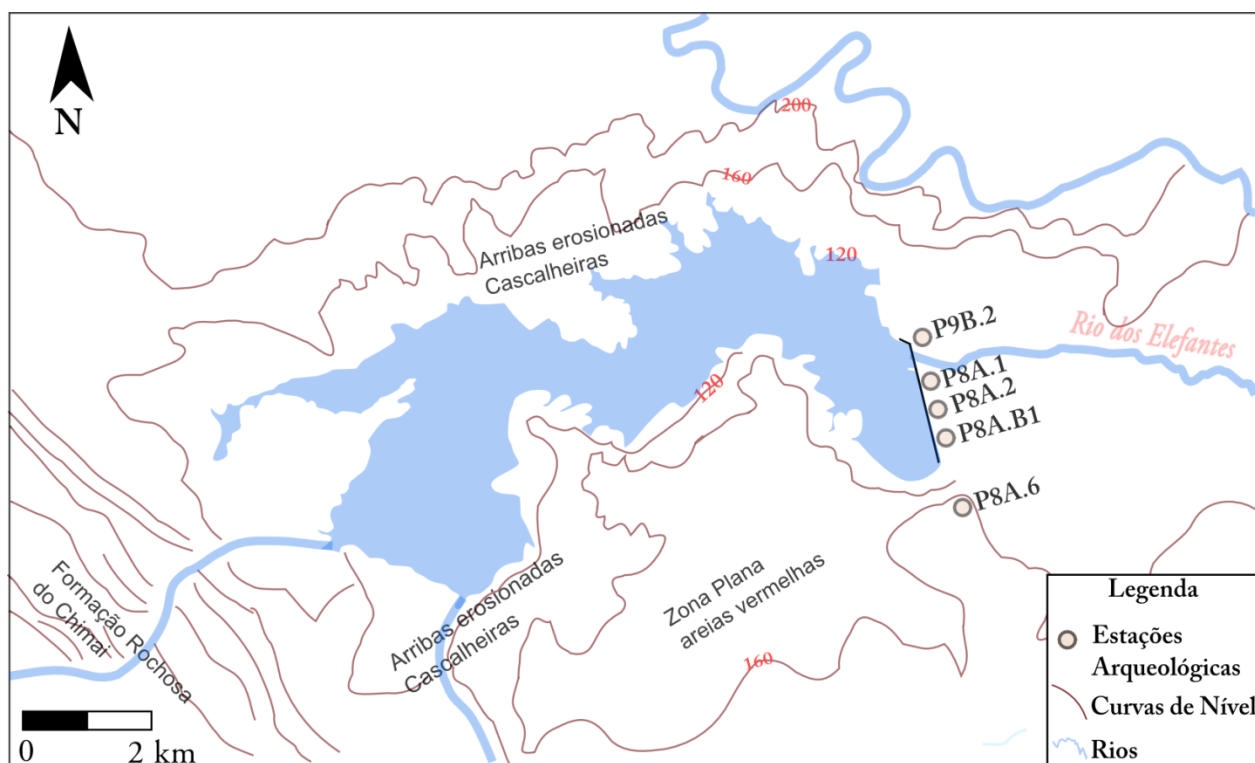 N
200
160
Arribas erosionadas
Cascalheiras
120
P9B.2
Rio dos Elefantes
P8A.1
120
P8A.2
P8A.B1
P8A.6
Formação Rochosa
do Chimai
Arribas erosionadas
Cascalheiras
Zona Plana
areias vermelhas
160
0 2 km
Legenda
Estações
Arqueológicas
Curvas de Nível
Rios